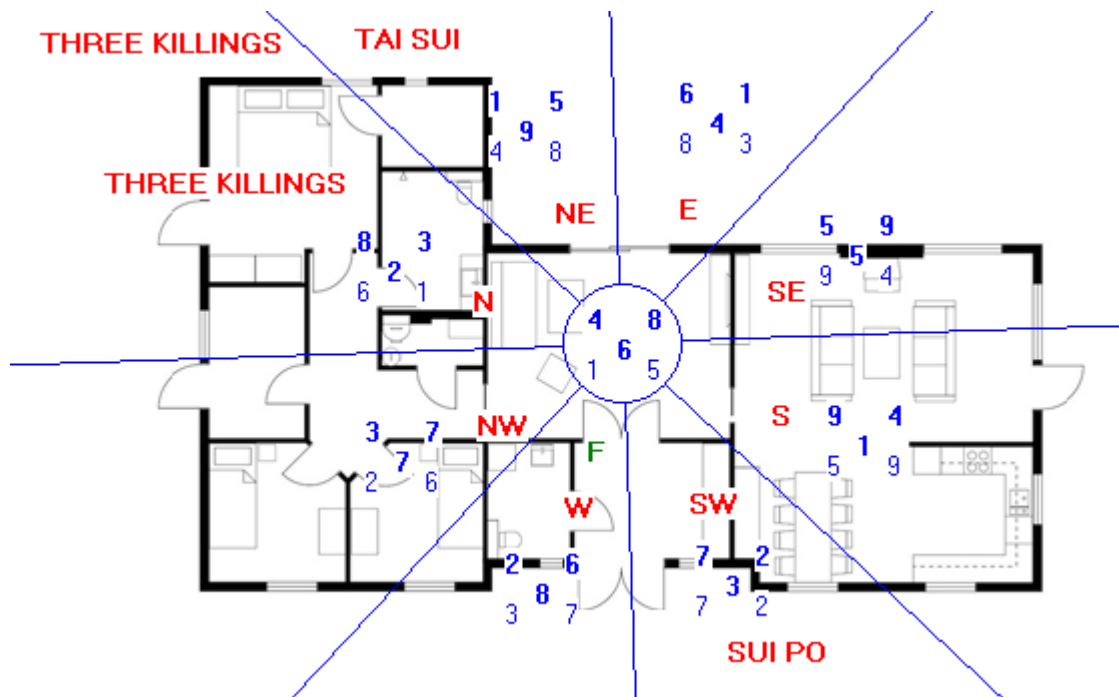 THREE KILLINGS TAI SUI
1 5 6 1
9 4
4 8 8 3
THREE KILLINGS
NE E
5 9
8 3 5
2 9 4
6 1 SE
N
4 8
6
1 5
9 4
S
3 7 NW 1
7 F 5 9
2 6
W SW
2 6 7 2
8 3
3 7 7 2
SUI PO